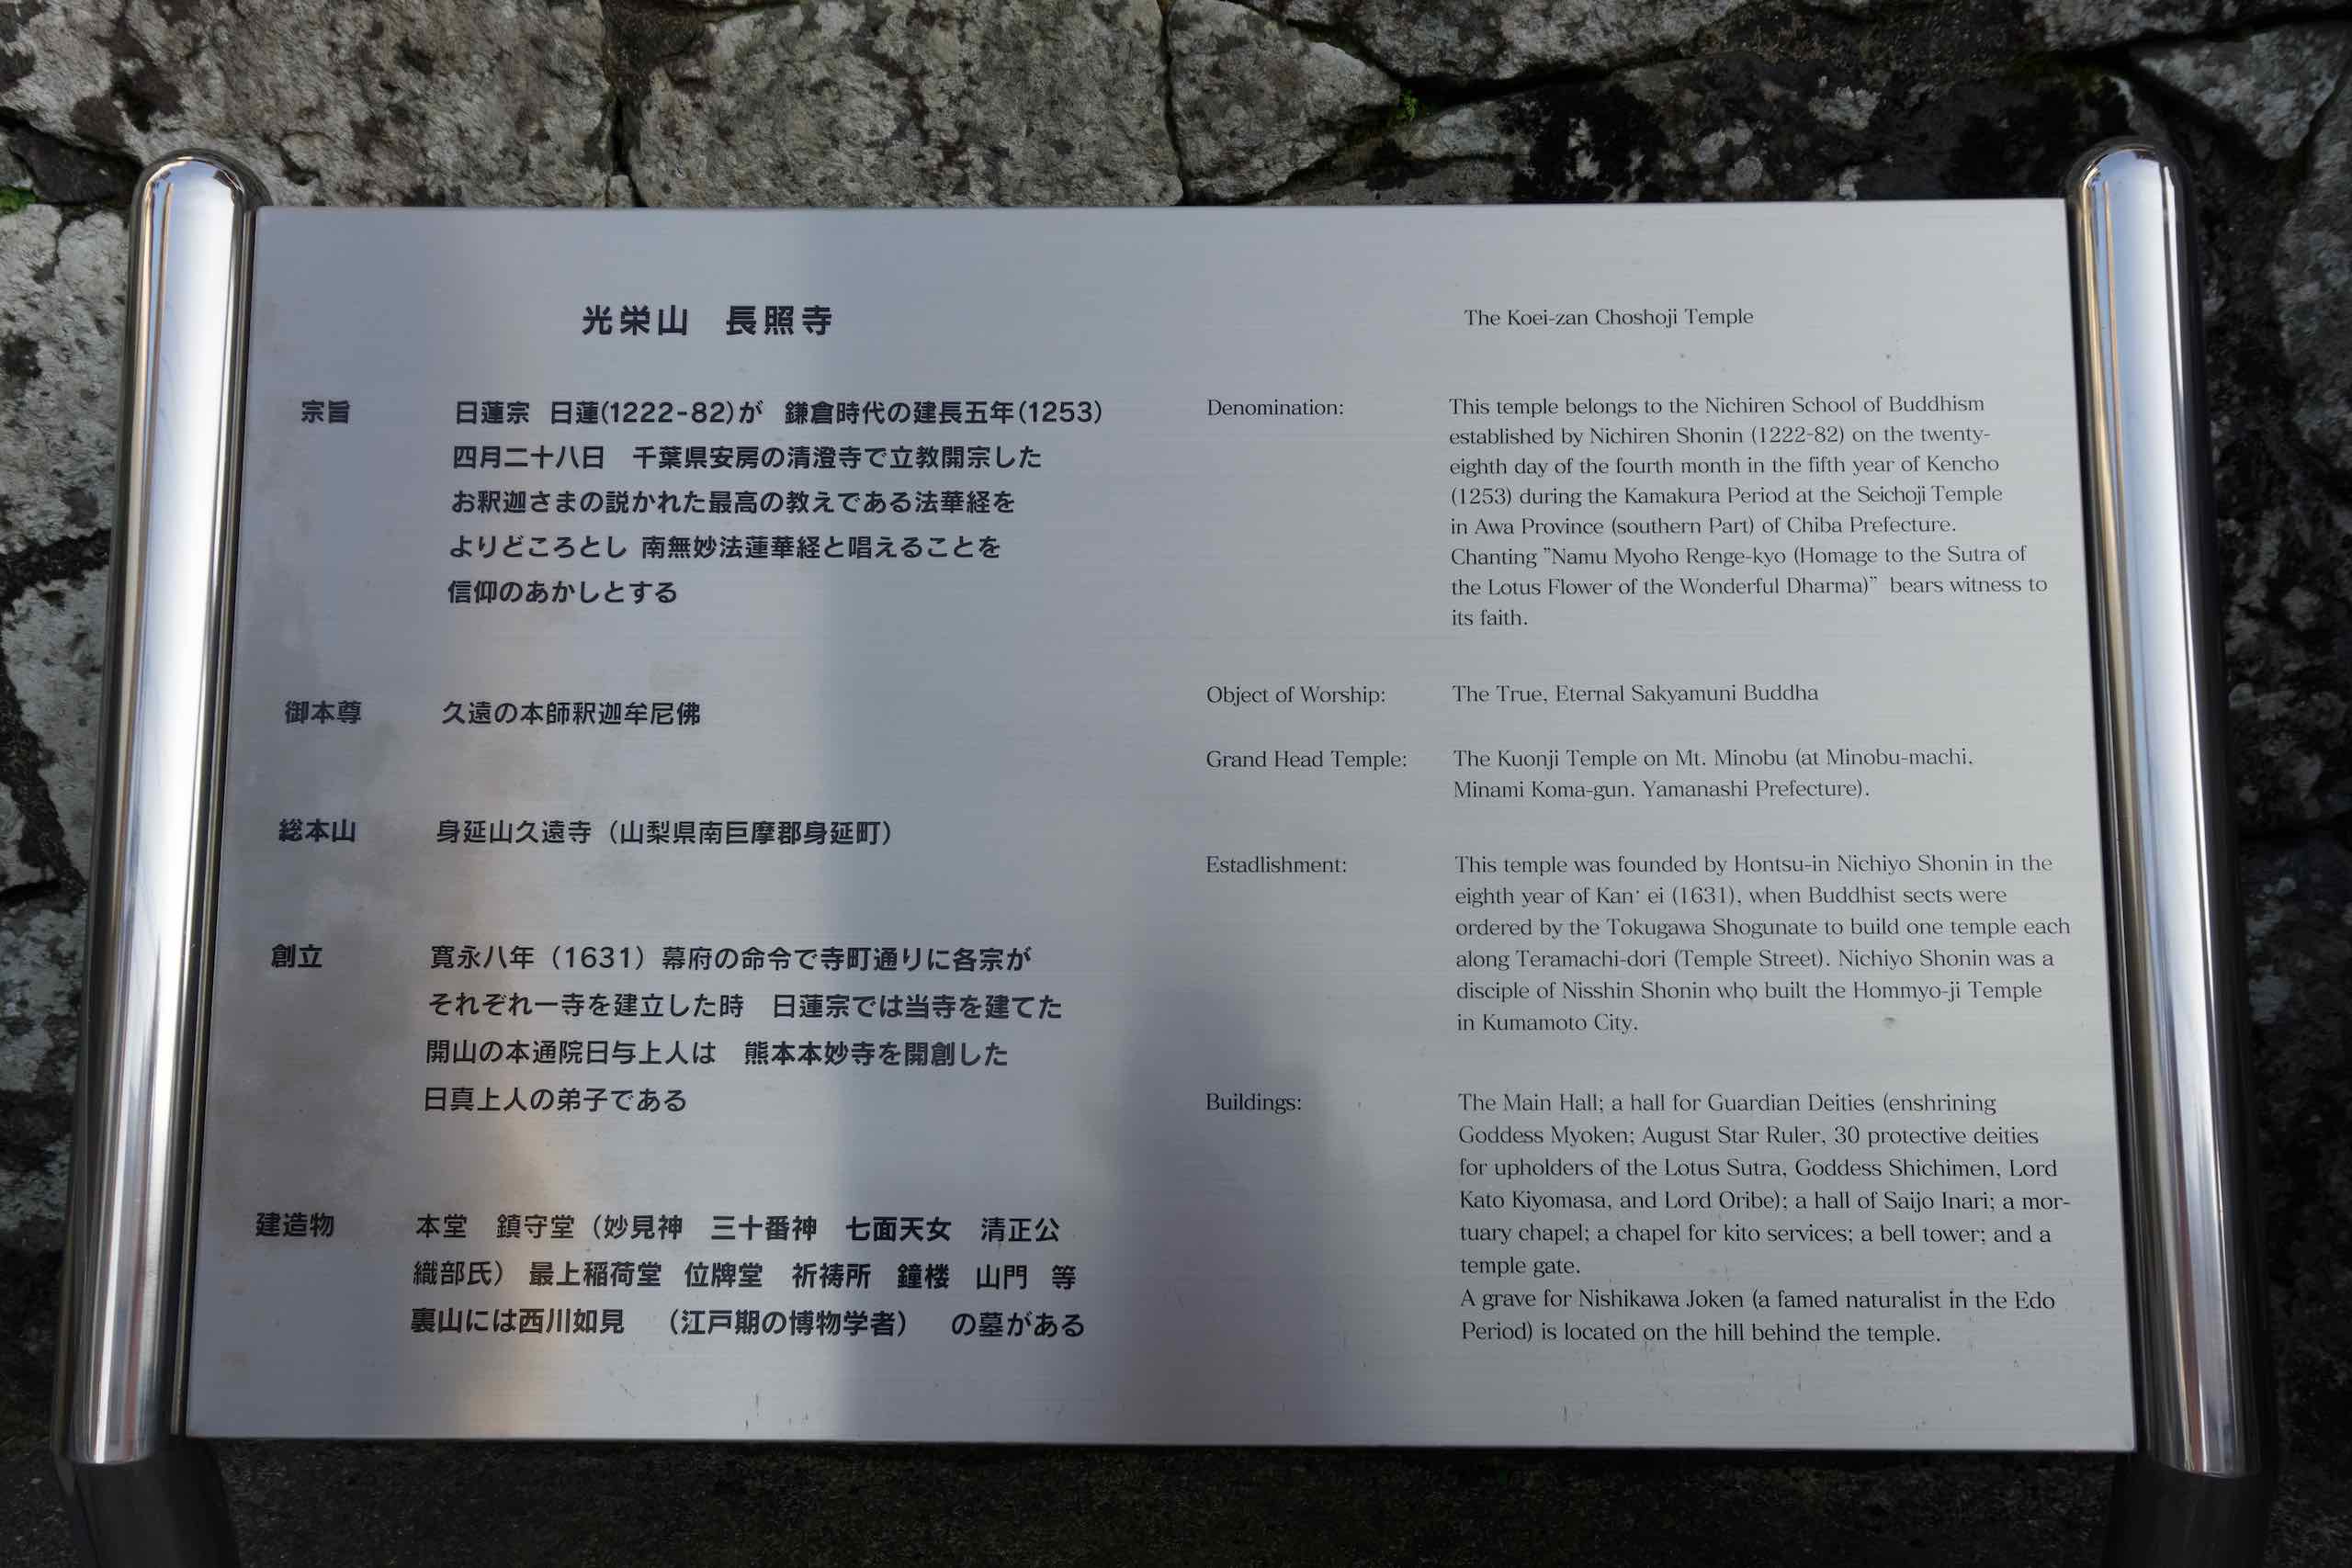 光栄山 長照寺
宗旨 日蓮宗 日蓮(1222-82)が 鎌倉時代の建長五年(1253)
四月二十八日 千葉県安房の清澄寺で立教開宗した
お釈迦さまの説かれた最高の教えである法華経を
よりどころとし 南無妙法蓮華経と唱えることを
信仰のあかしとする
御本尊 久遠の本師釈迦牟尼佛
総本山 身延山久遠寺（山梨県南巨摩郡身延町）
創立 寛永八年（1631）幕府の命令で寺町通りに各宗が
それぞれ一寺を建立した時 日蓮宗では当寺を建てた
開山の本通院日与上人は 熊本本妙寺を開創した
日真上人の弟子である
建造物 本堂 鎮守堂（妙見神 三十番神 七面天女 清正公
織部氏） 最上稲荷堂 位牌堂 祈祷所 鐘楼 山門 等
裏山には西川如見 （江戸期の博物学者） の墓がある
The Koei-zan Choshoji Temple
Denomination: This temple belongs to the Nichiren School of Buddhism
established by Nichiren Shonin (1222-82) on the twenty-
eighth day of the fourth month in the fifth year of Kencho
(1253) during the Kamakura Period at the Seichoji Temple
in Awa Province (southern Part) of Chiba Prefecture.
Chanting ”Namu Myoho Renge-kyo (Homage to the Sutra of
the Lotus Flower of the Wonderful Dharma)” bears witness to
its faith.
Object of Worship: The True, Eternal Sakyamuni Buddha
Grand Head Temple: The Kuonji Temple on Mt. Minobu (at Minobu-machi.
Minami Koma-gun. Yamanashi Prefecture).
Estadlishment: This temple was founded by Hontsu-in Nichiyo Shonin in the
eighth year of Kan‘ ei (1631), when Buddhist sects were
ordered by the Tokugawa Shogunate to build one temple each
along Teramachi-dori (Temple Street). Nichiyo Shonin was a
disciple of Nisshin Shonin who built the Hommyo-ji Temple
in Kumamoto City.
Buildings: The Main Hall; a hall for Guardian Deities (enshrining
Goddess Myoken; August Star Ruler, 30 protective deities
for upholders of the Lotus Sutra, Goddess Shichimen, Lord
Kato Kiyomasa, and Lord Oribe); a hall of Saijo Inari; a mor-
tuary chapel; a chapel for kito services; a bell tower; and a
temple gate.
A grave for Nishikawa Joken (a famed naturalist in the Edo
Period) is located on the hill behind the temple.